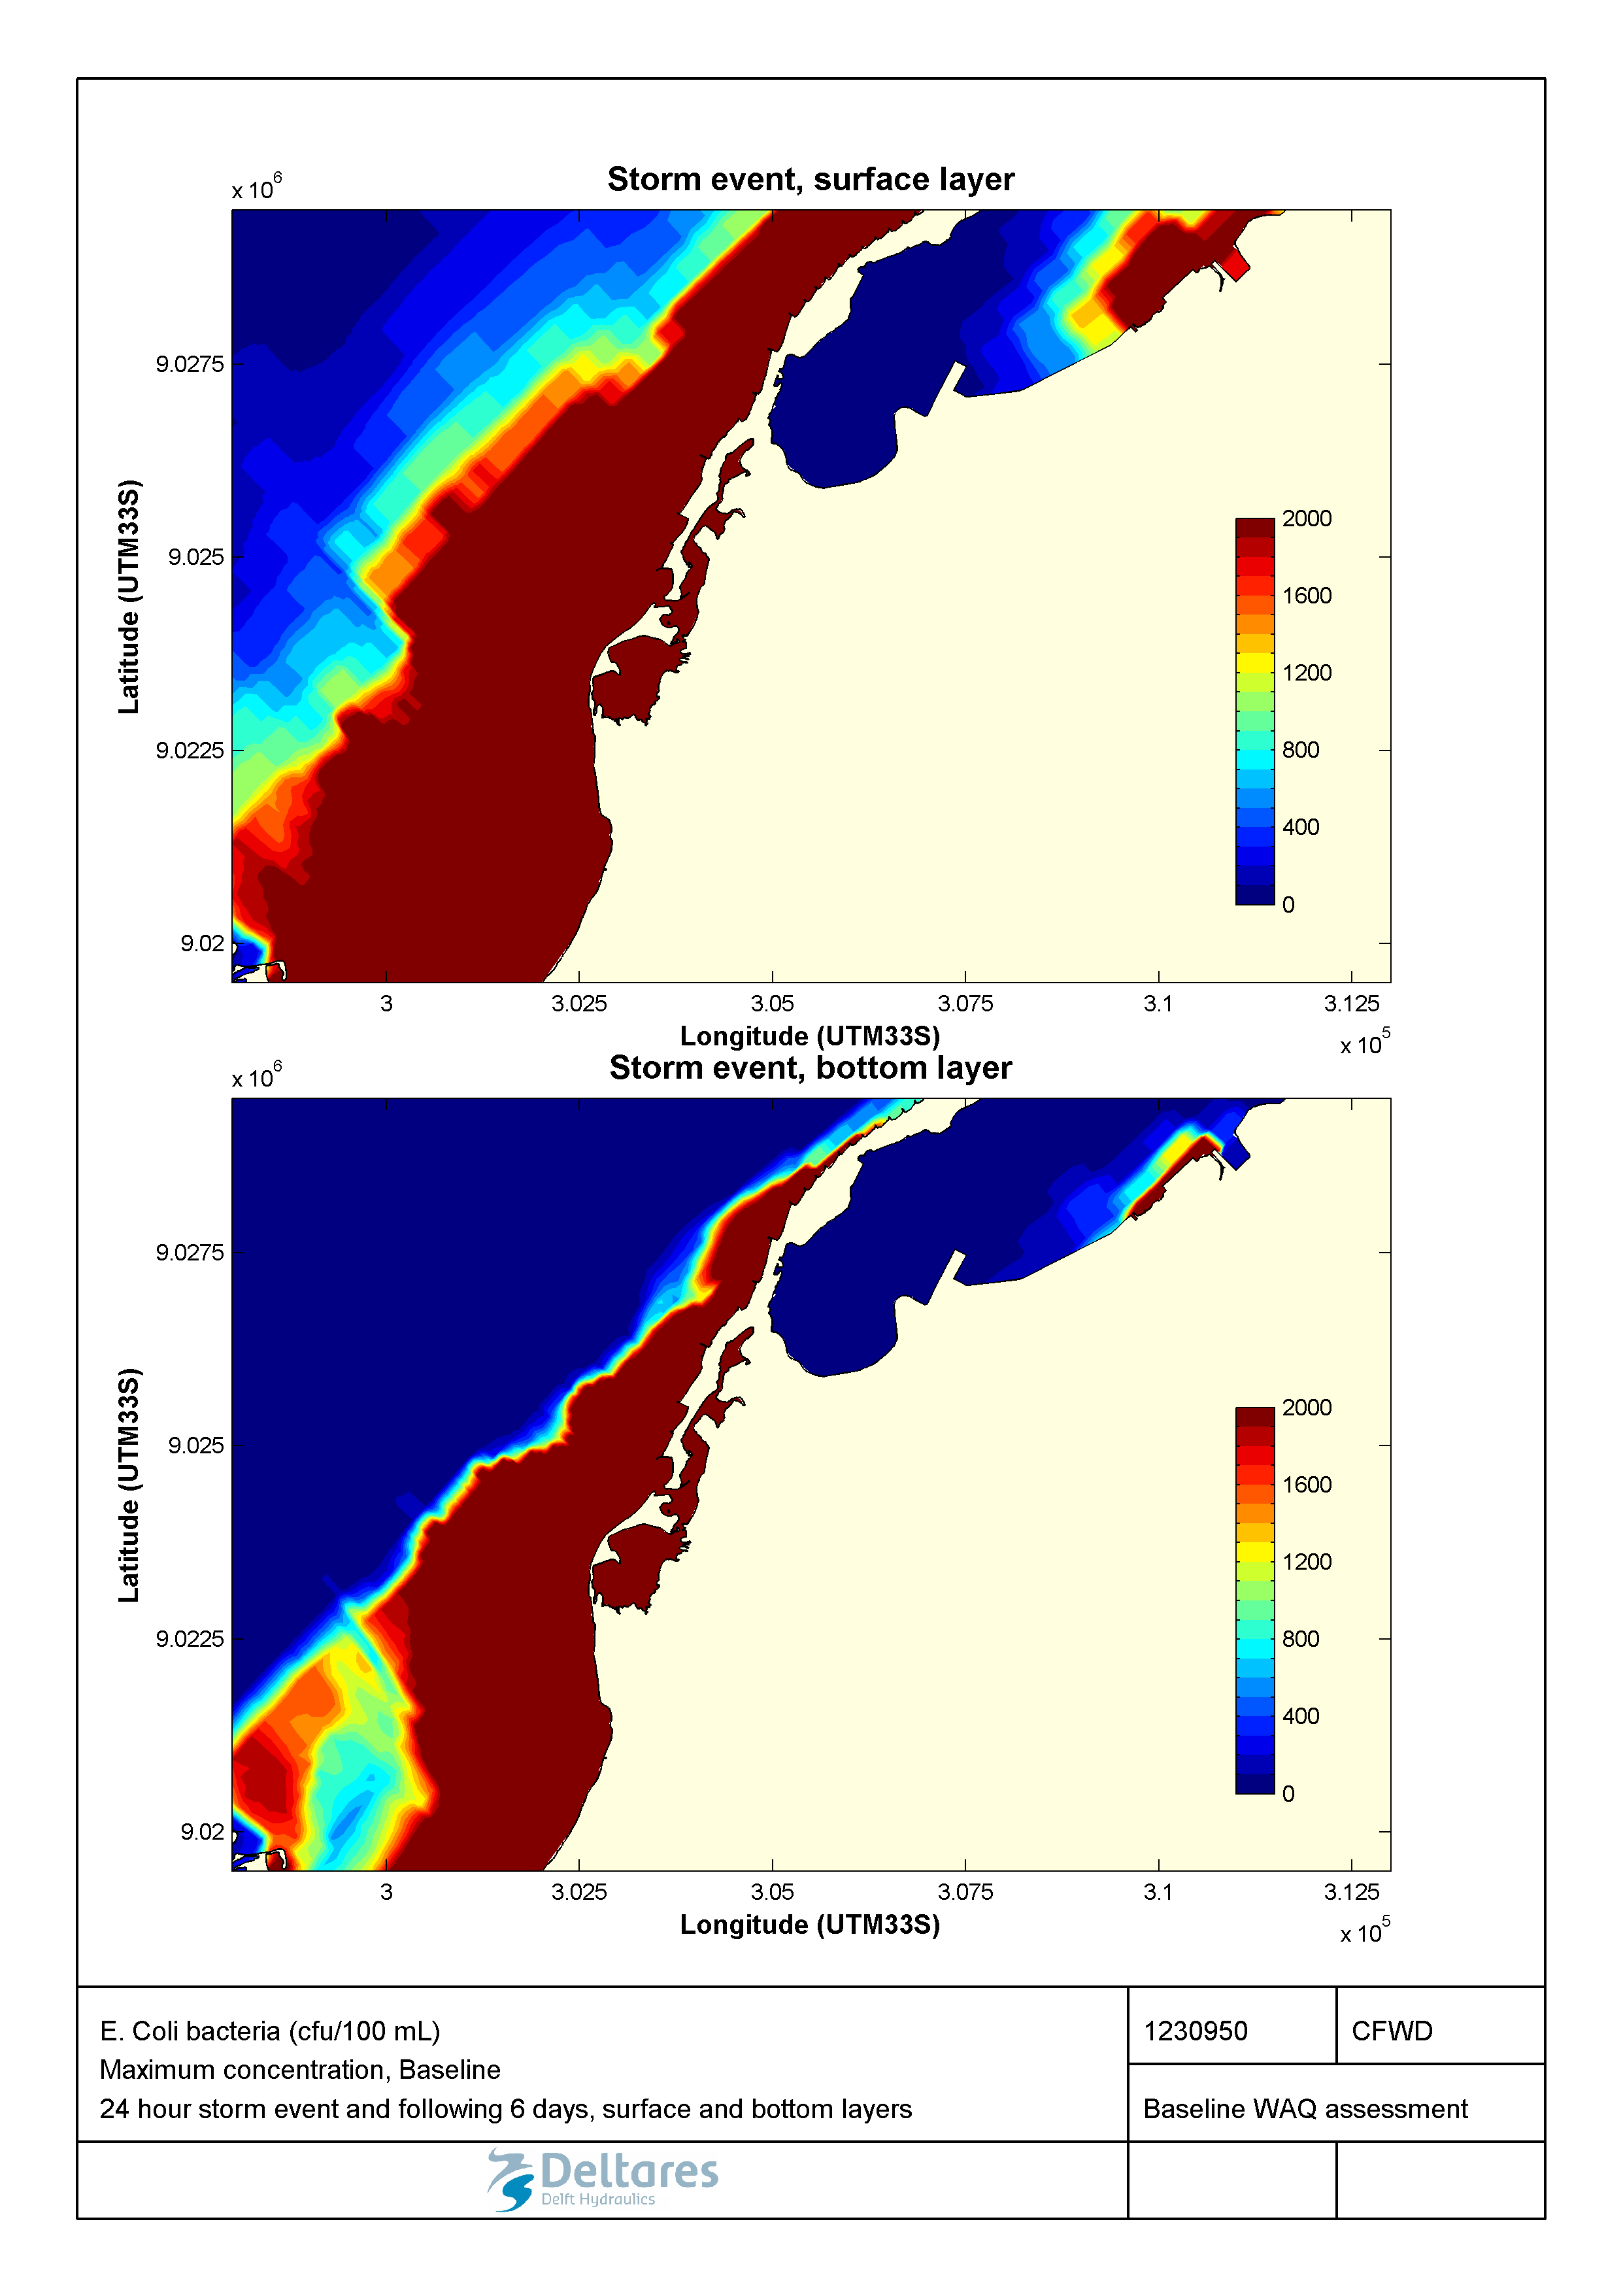 Storm event, surface layer
x 10^6
9.0275
9.025
9.0225
9.02
Latitude (UTM33S)
2000
1600
1200
800
400
0
3
3.025
3.05
3.075
3.1
3.125
Longitude (UTM33S)
x 10^5
Storm event, bottom layer
x 10^6
9.0275
9.025
9.0225
9.02
Latitude (UTM33S)
2000
1600
1200
800
400
0
3
3.025
3.05
3.075
3.1
3.125
Longitude (UTM33S)
x 10^5
E. Coli bacteria (cfu/100 mL)
Maximum concentration, Baseline
24 hour storm event and following 6 days, surface and bottom layers
1230950
CFWD
Baseline WAQ assessment
Deltares
Delft Hydraulics